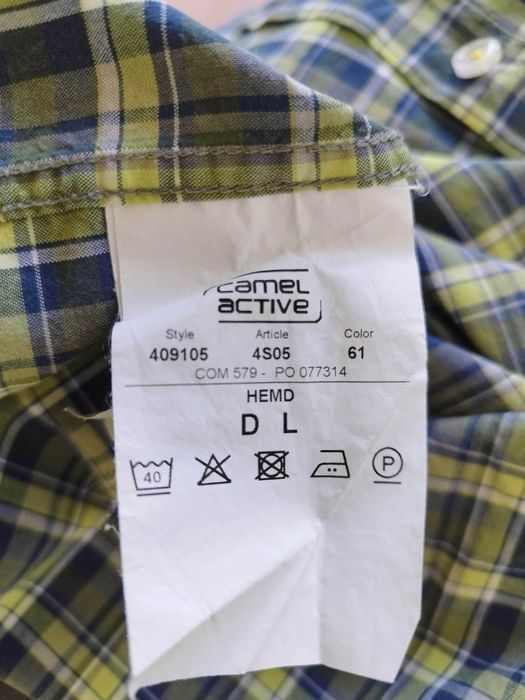 camel
active
Style Article Color
409105 4S05 61
COM 579 - PO 077314
HEMD
D L
40 P